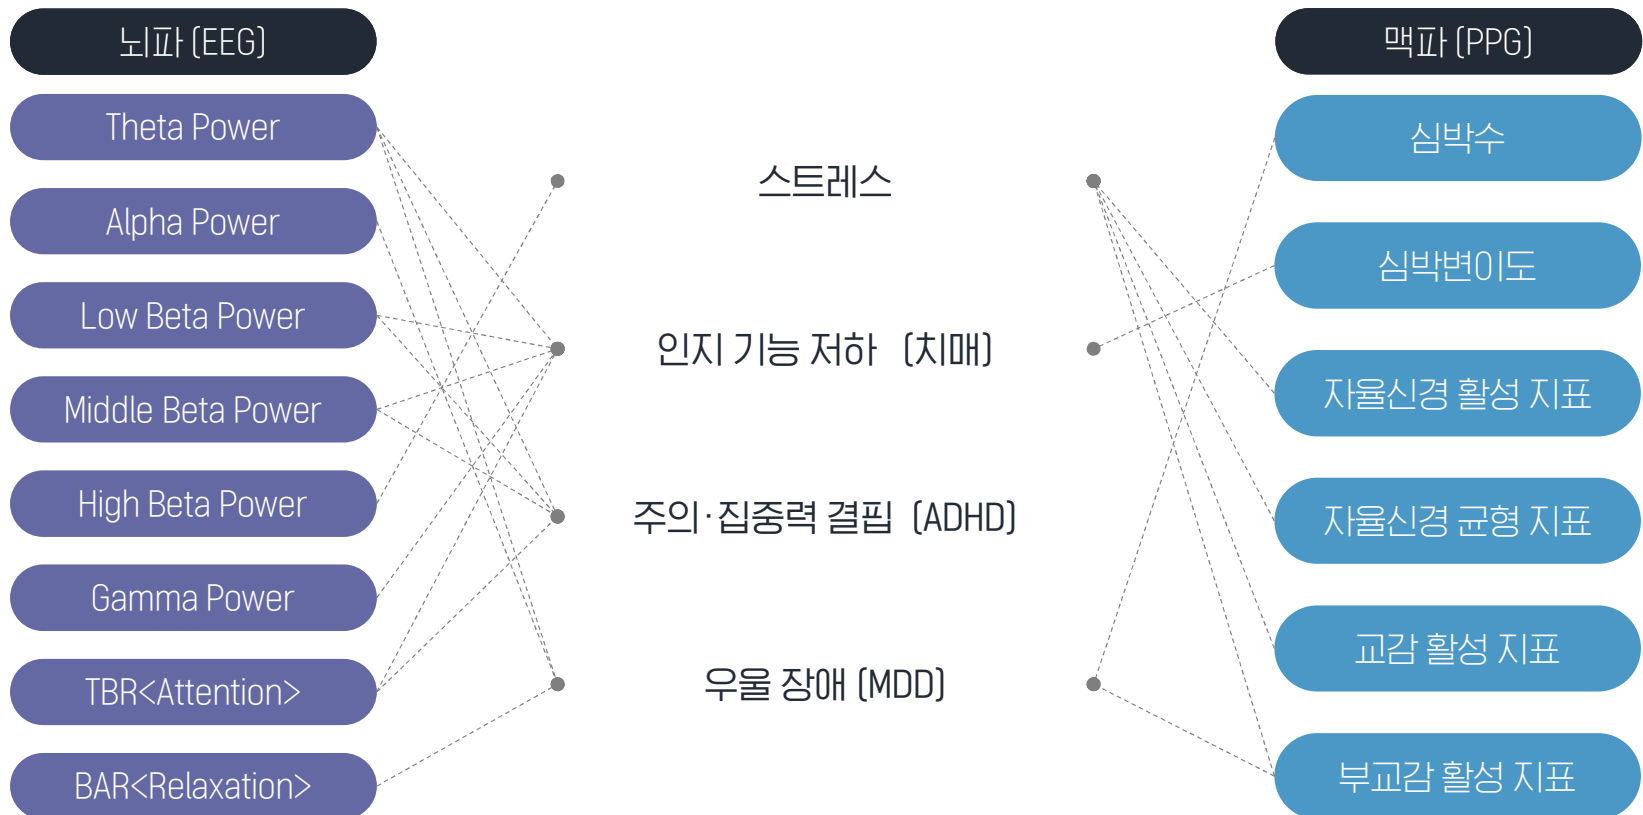 뇌파 (EEG)
Theta Power
Alpha Power
Low Beta Power
Middle Beta Power
High Beta Power
Gamma Power
TBR<Attention>
BAR<Relaxation>
스트레스
인지 기능 저하 (치매)
주의·집중력 결핍 (ADHD)
우울 장애 (MDD)
맥파 (PPG)
심박수
심박변이도
자율신경 활성 지표
자율신경 균형 지표
교감 활성 지표
부교감 활성 지표